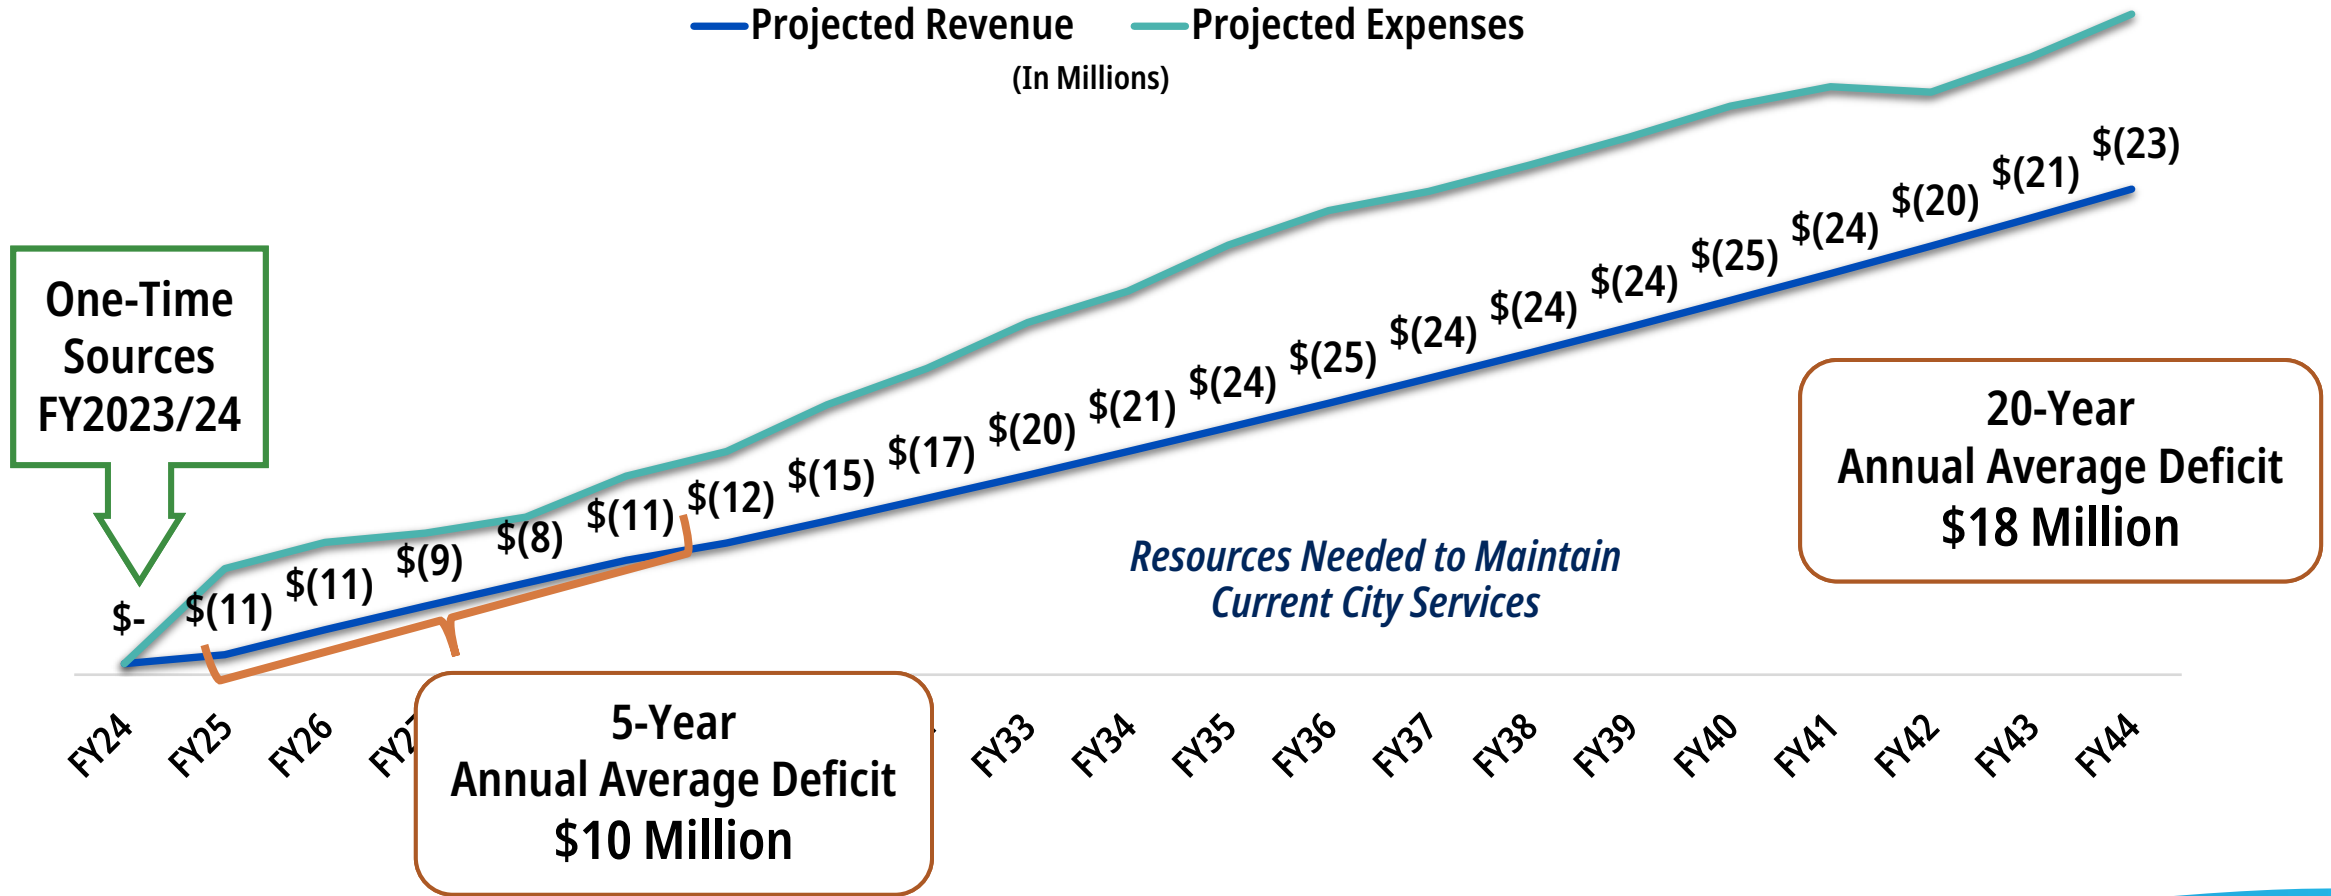 Projected Revenue
Projected Expenses
(In Millions)
One-Time
Sources
FY2023/24
$-
$(11)
$(11)
$(9)
$(8)
$(11)
$(12)
$(15)
$(17)
$(20)
$(21)
$(24)
$(25)
$(24)
$(24)
$(24)
$(25)
$(24)
$(20)
$(21)
$(23)
20-Year
Annual Average Deficit
$18 Million
Resources Needed to Maintain
Current City Services
5-Year
Annual Average Deficit
$10 Million
FY24
FY25
FY26
FY33
FY34
FY35
FY36
FY37
FY38
FY39
FY40
FY41
FY42
FY43
FY44